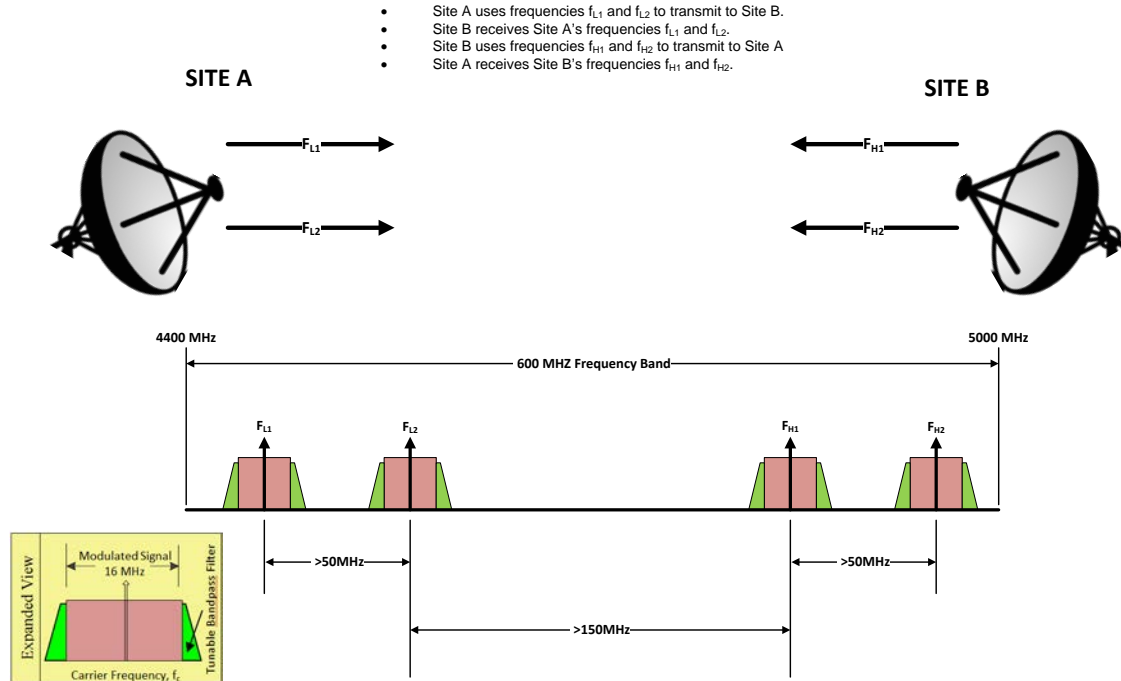 • Site A uses frequencies fL1 and fL2 to transmit to Site B.
• Site B receives Site A's frequencies fL1 and fL2.
• Site B uses frequencies fH1 and fH2 to transmit to Site A
• Site A receives Site B's frequencies fH1 and fH2.
SITE A
SITE B
FL1
FH1
FL2
FH2
4400 MHz
5000 MHz
600 MHZ Frequency Band
FL1
FL2
FH1
FH2
>50MHz
>50MHz
>150MHz
Expanded View
Modulated Signal
16 MHz
Tunable Bandpass Filter
Carrier Frequency, fc